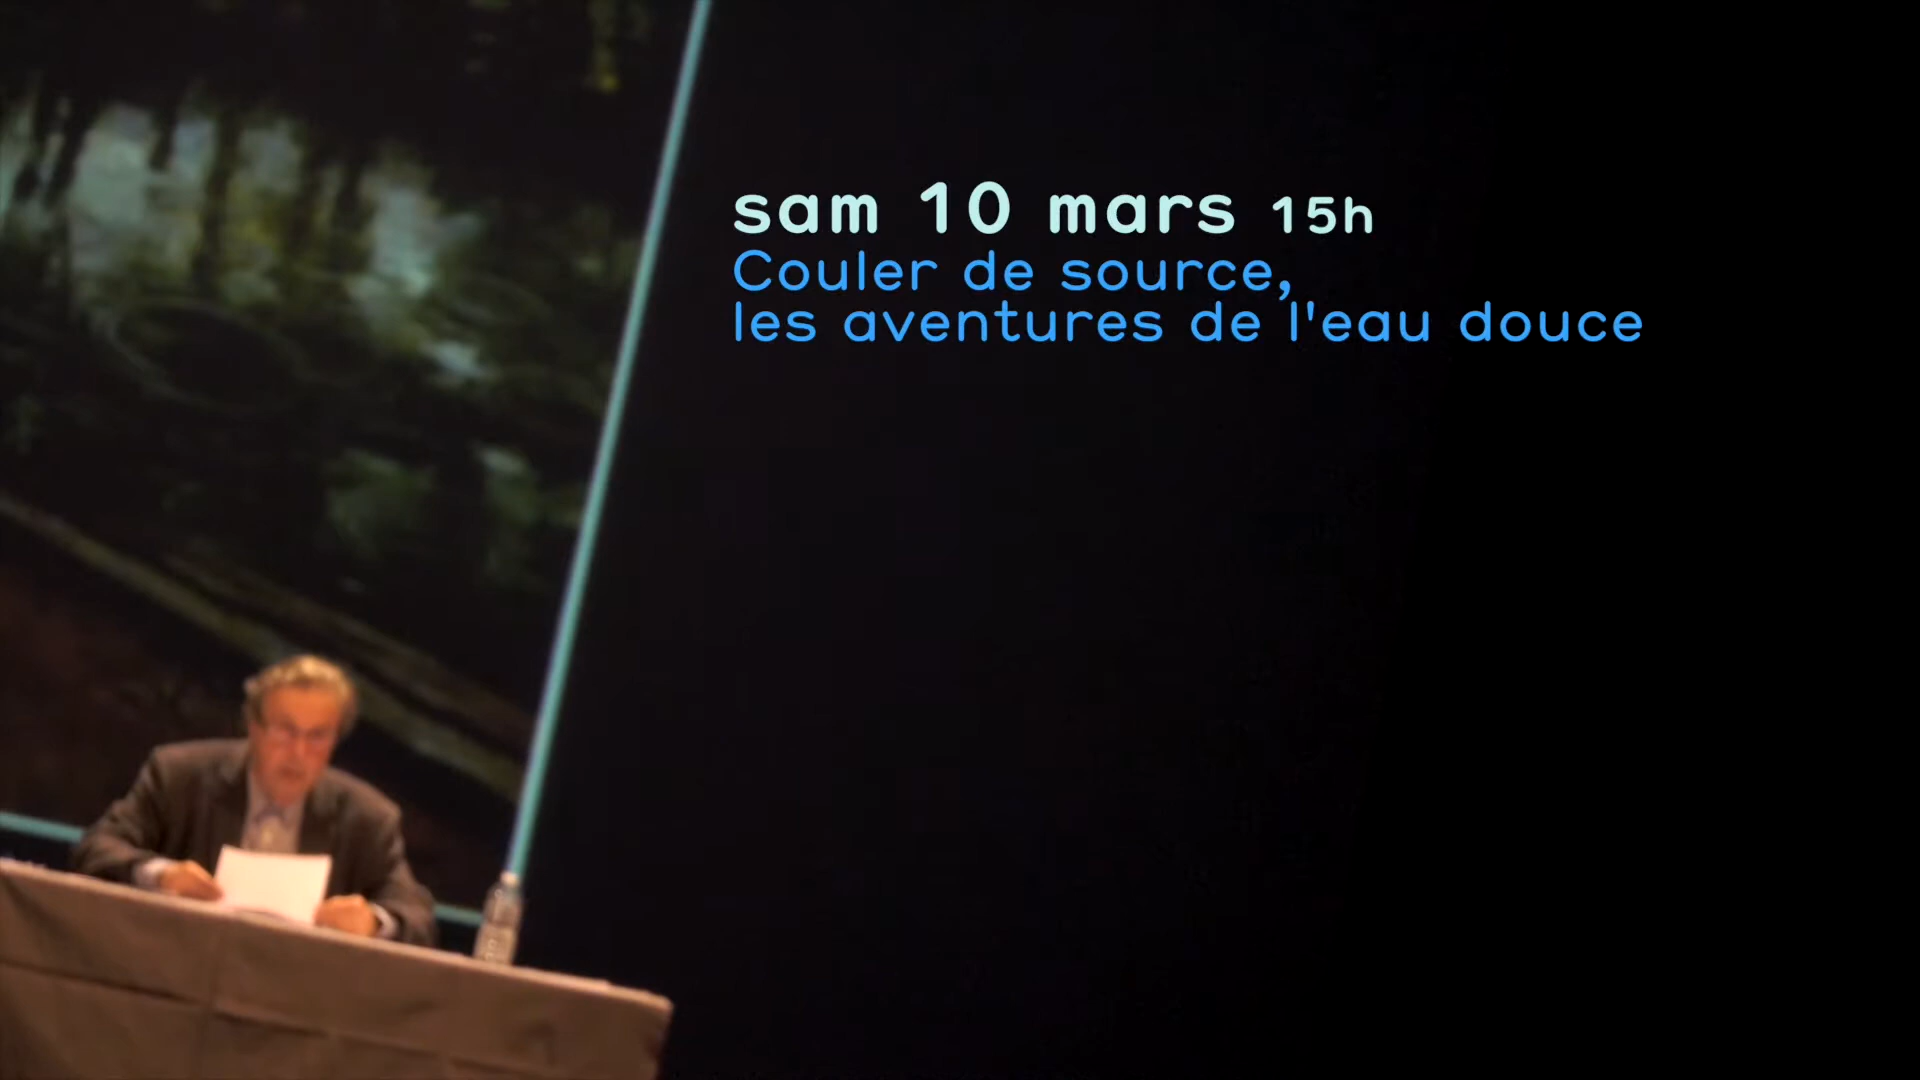 sam 10 mars 15h
Couler de source,
les aventures de l'eau douce